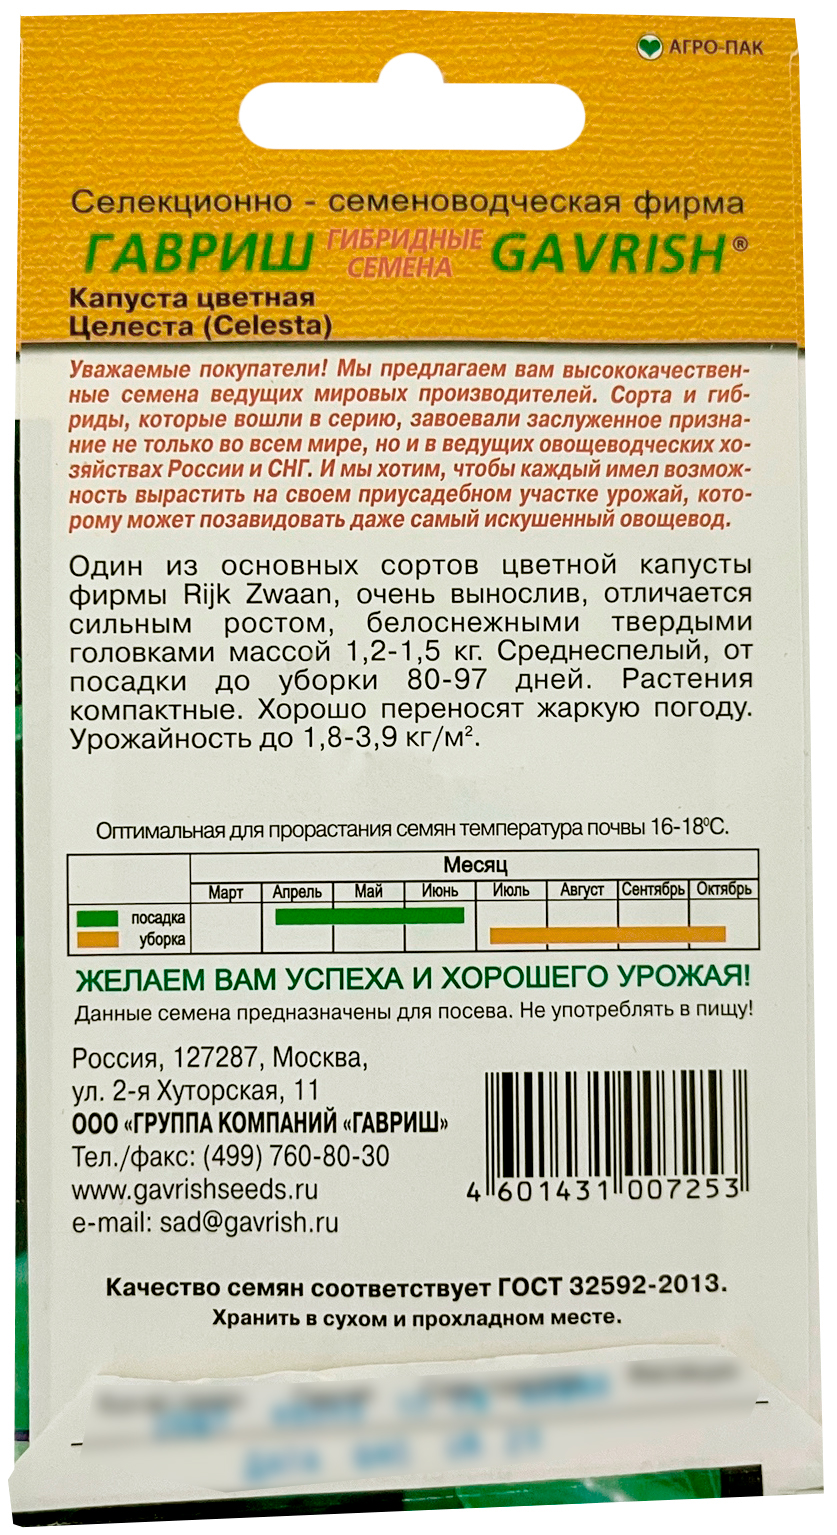 АГРО-ПАК
Селекционно - семеноводческая фирма
ГАВРИШ ГИБРИДНЫЕ СЕМЕНА GAVRISH®
Капуста цветная
Целеста (Celesta)
Уважаемые покупатели! Мы предлагаем вам высококачествен-
ные семена ведущих мировых производителей. Сорта и гиб-
риды, которые вошли в серию, завоевали заслуженное призна-
ние не только во всем мире, но и в ведущих овощеводческих хо-
зяйствах России и СНГ. И мы хотим, чтобы каждый имел возмож-
ность вырастить на своем приусадебном участке урожай, кото-
рому может позавидовать даже самый искушенный овощевод.
Один из основных сортов цветной капусты
фирмы Rijk Zwaan, очень вынослив, отличается
сильным ростом, белоснежными твердыми
головками массой 1,2-1,5 кг. Среднеспелый, от
посадки до уборки 80-97 дней. Растения
компактные. Хорошо переносят жаркую погоду.
Урожайность до 1,8-3,9 кг/м².
Оптимальная для прорастания семян температура почвы 16-18⁰С.
Месяц
Март Апрель Май Июнь Июль Август Сентябрь Октябрь
посадка
уборка
ЖЕЛАЕМ ВАМ УСПЕХА И ХОРОШЕГО УРОЖАЯ!
Данные семена предназначены для посева. Не употреблять в пищу!
Россия, 127287, Москва,
ул. 2-я Хуторская, 11
ООО «ГРУППА КОМПАНИЙ «ГАВРИШ»
Тел./факс: (499) 760-80-30
www.gavrishseeds.ru
e-mail: sad@gavrish.ru
4 601431 007253
Качество семян соответствует ГОСТ 32592-2013.
Хранить в сухом и прохладном месте.